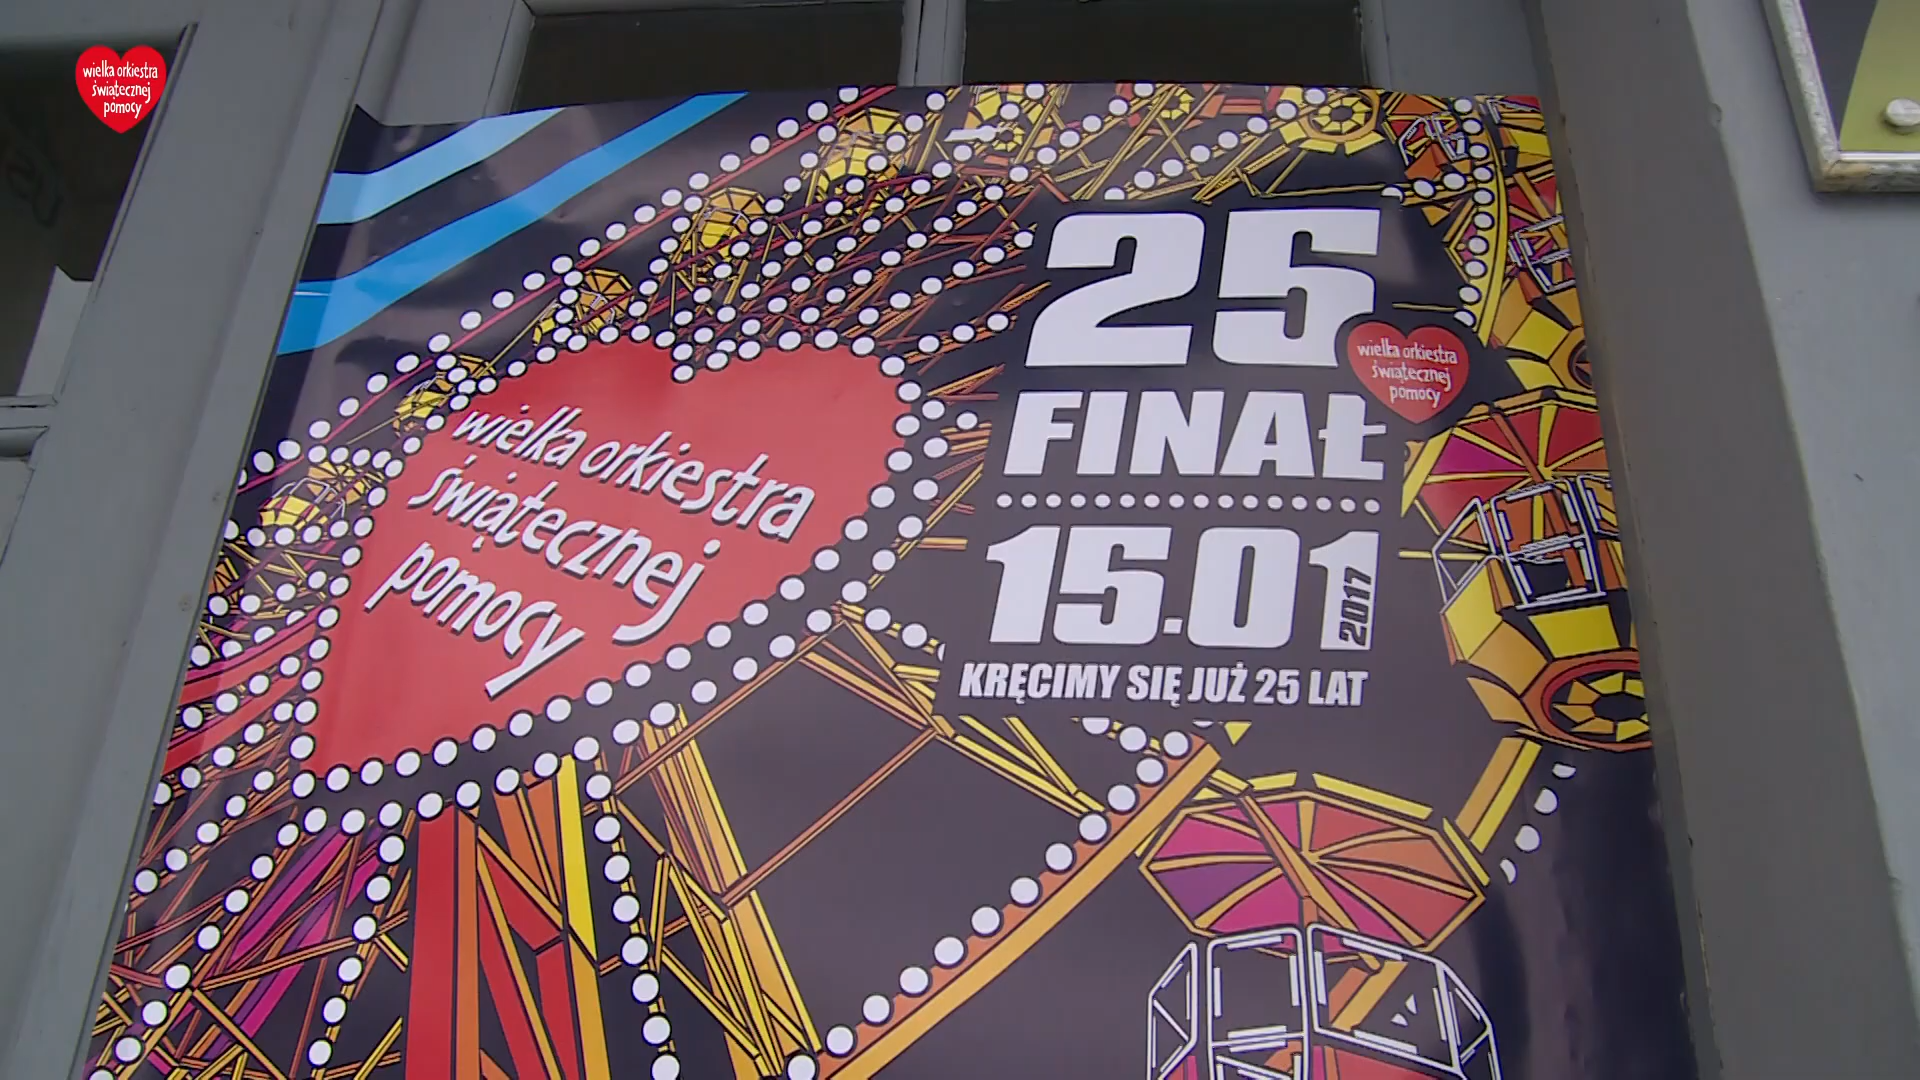 wielka orkiestra
świątecznej
pomocy
wielka orkiestra
świątecznej
pomocy
25
wielka orkiestra
świątecznej
pomocy
FINAŁ
15.01
2017
KRĘCIMY SIĘ JUŻ 25 LAT